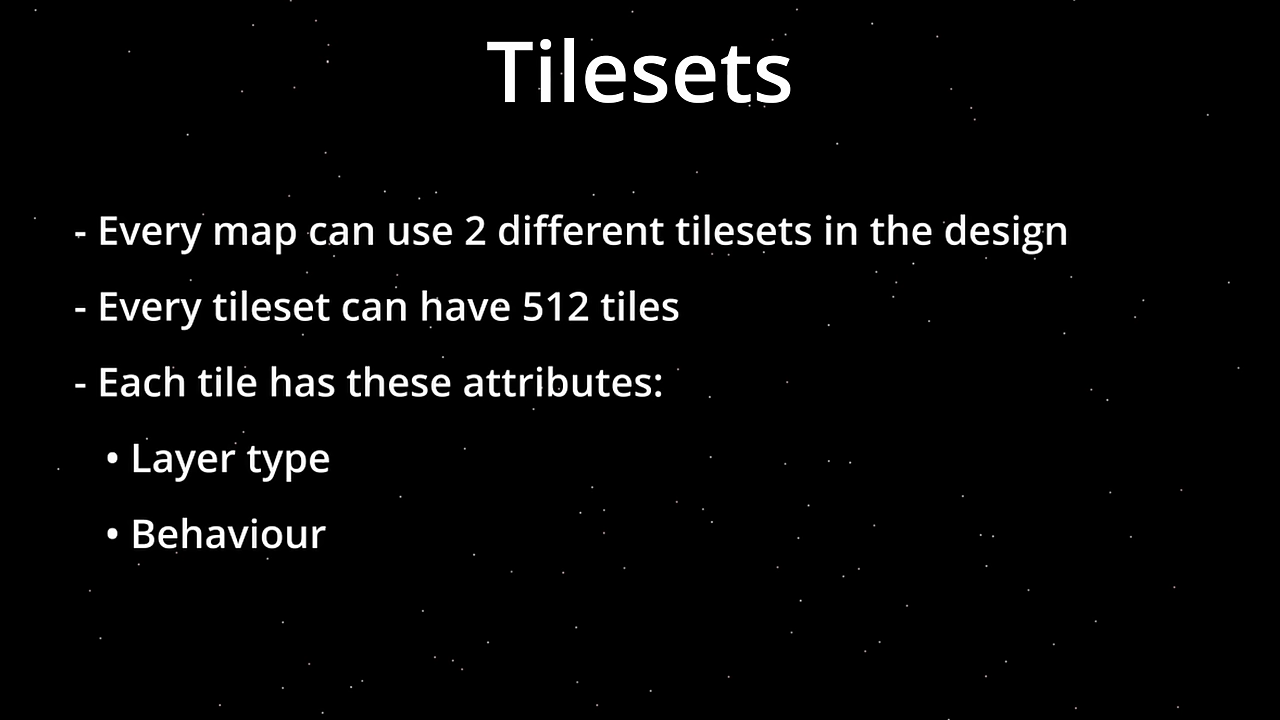 Tilesets
- Every map can use 2 different tilesets in the design
- Every tileset can have 512 tiles
- Each tile has these attributes:
• Layer type
• Behaviour